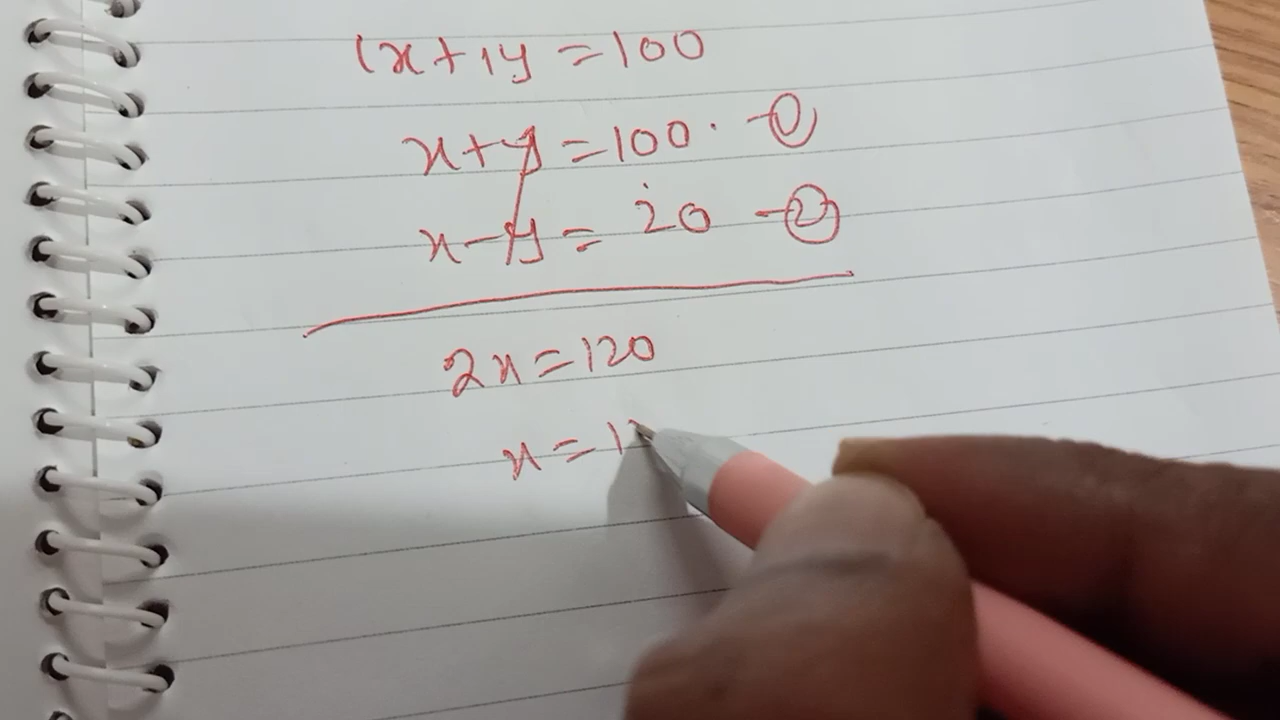 1x+1y=100
x+y=100. -①
x-y= 20 -②
2x=120
x=1